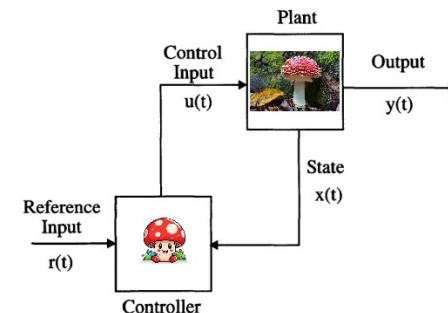 Plant
Control
Input
u(t)
Output
y(t)
State
x(t)
Reference
Input
r(t)
Controller